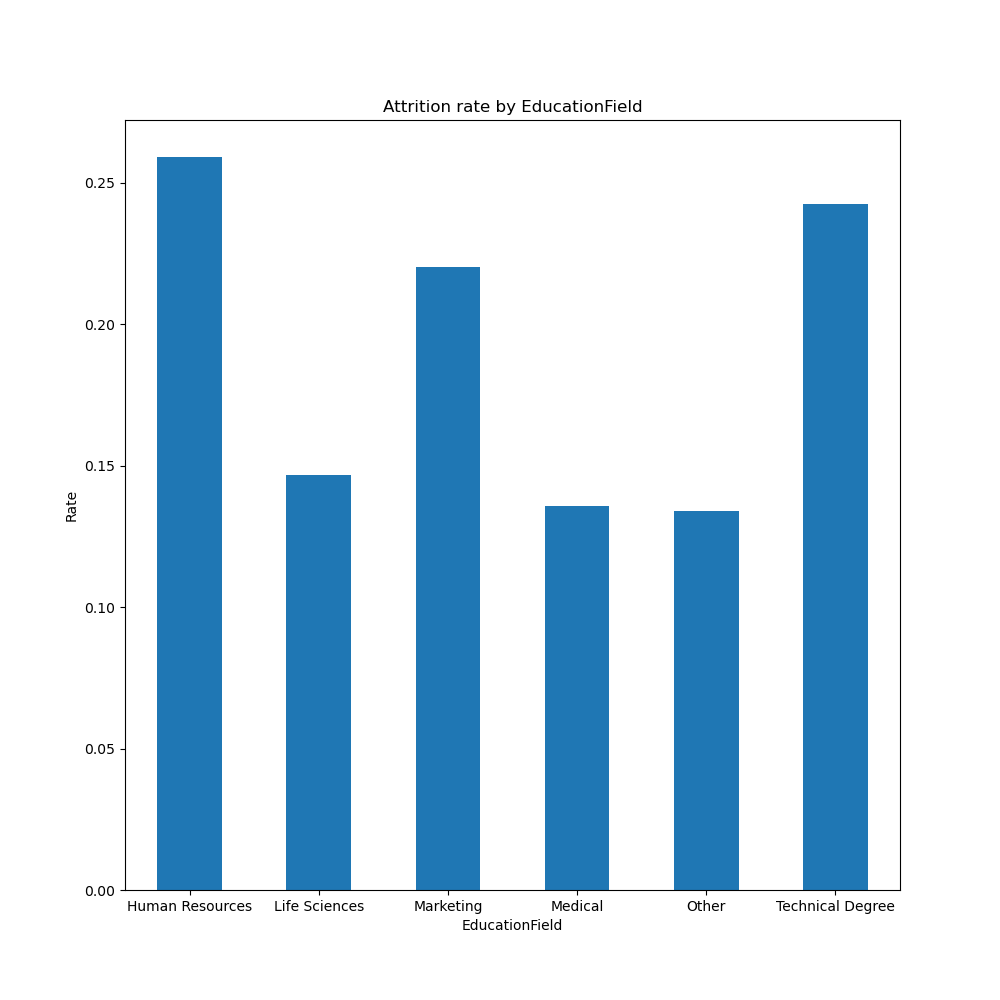 Attrition rate by EducationField
0.25
0.20
0.15
0.10
0.05
0.00
Rate
Human Resources Life Sciences Marketing Medical Other Technical Degree
EducationField